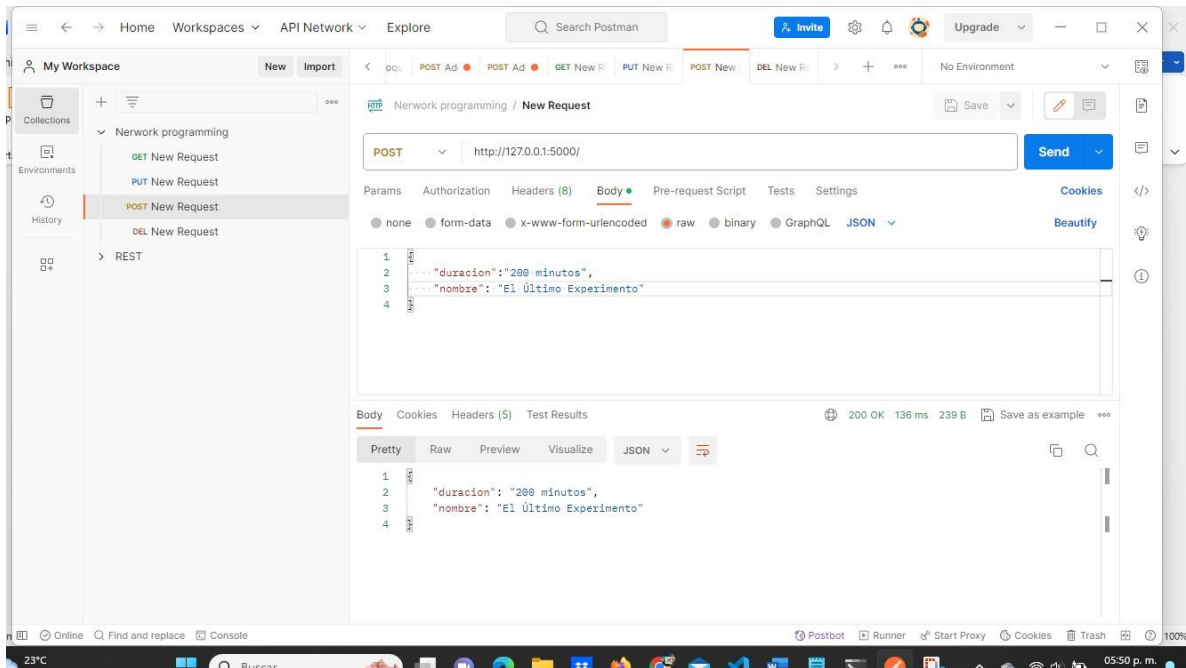 Home Workspaces API Network Explore Search Postman Invite Upgrade
My Workspace New Import POST Ad POST Ad GET New R PUT New R POST New DEL New Re No Environment
Collections
Nerwork programming / New Request Save
Nerwork programming
Environments
GET New Request
POST http://127.0.0.1:5000/ Send
PUT New Request
Params Authorization Headers (8) Body Pre-request Script Tests Settings Cookies
History
POST New Request
none form-data x-www-form-urlencoded raw binary GraphQL JSON Beautify
DEL New Request
REST
1 {
2 "duracion":"200 minutos",
3 "nombre": "El Último Experimento"
4 }
Body Cookies Headers (5) Test Results 200 OK 136 ms 239 B Save as example
Pretty Raw Preview Visualize JSON
1 {
2 "duracion": "200 minutos",
3 "nombre": "El Último Experimento"
4 }
Online Find and replace Console Postbot Runner Start Proxy Cookies Trash 100%
23°C Buscar 05:50 p. m.